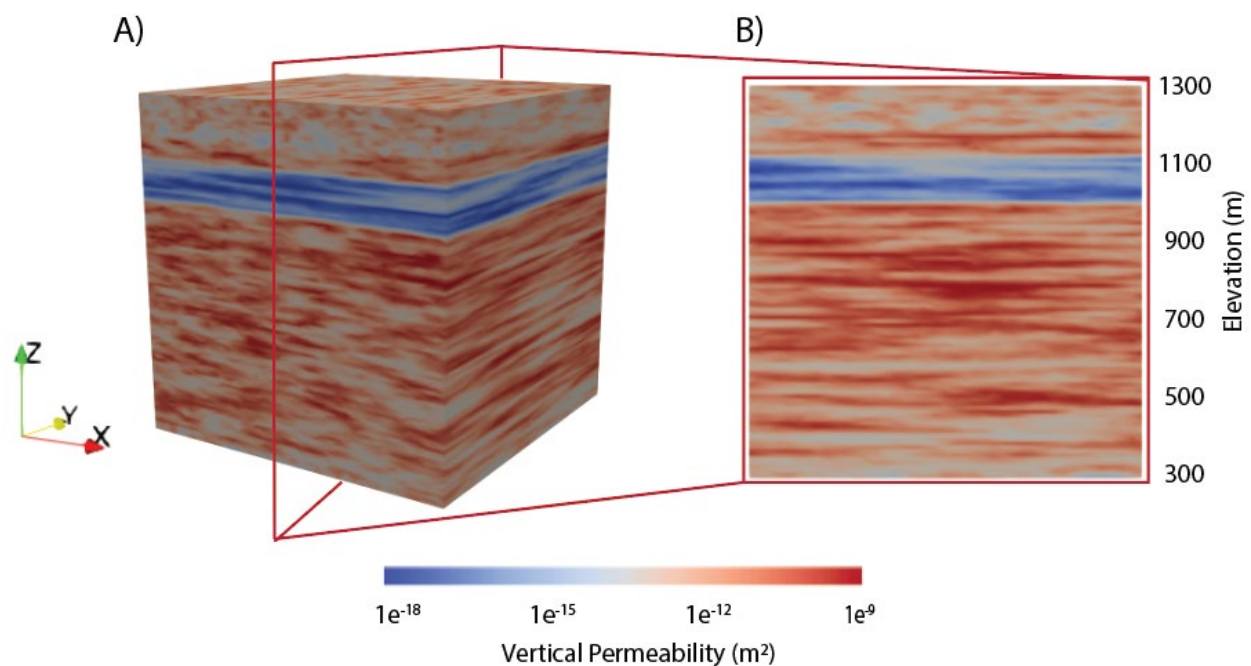 A)
B)
1300
1100
900
700
500
300
Elevation (m)
Z
Y
X
1e⁻¹⁸ 1e⁻¹⁵ 1e⁻¹² 1e⁻⁹
Vertical Permeability (m²)